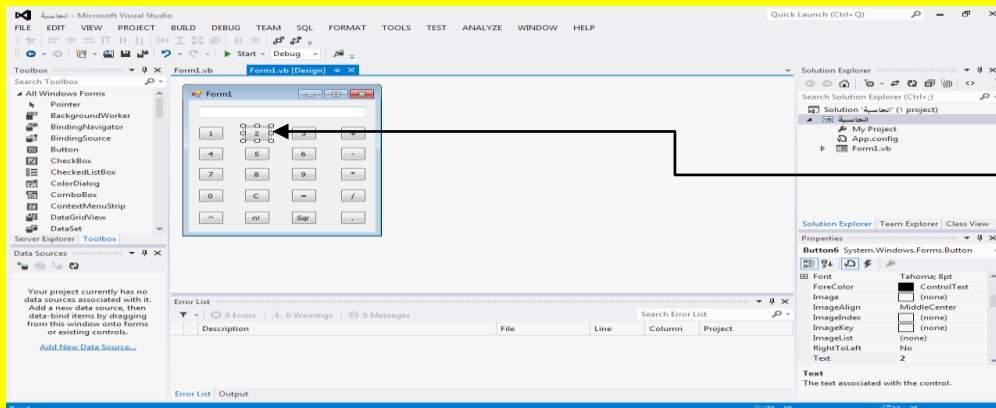 الحاسبة - Microsoft Visual Studio
Quick Launch (Ctrl+Q)
FILE EDIT VIEW PROJECT BUILD DEBUG TEAM SQL FORMAT TOOLS TEST ANALYZE WINDOW HELP
Start - Debug
Toolbox
Search Toolbox
All Windows Forms
Pointer
BackgroundWorker
BindingNavigator
BindingSource
Button
CheckBox
CheckedListBox
ColorDialog
ComboBox
ContextMenuStrip
DataGridView
DataSet
Server Explorer Toolbox
Data Sources
Your project currently has no
data sources associated with it.
Add a new data source, then
data-bind items by dragging
from this window onto forms
or existing controls.
Add New Data Source...
Form1.vb Form1.vb [Design]
Form1
1 2 3 +
4 5 6 -
7 8 9 *
0 C = /
^ n! Sqr .
Error List
0 Errors 0 Warnings 0 Messages
Search Error List
Description File Line Column Project
Error List Output
Solution Explorer
Search Solution Explorer (Ctrl+;)
Solution 'الحاسبة' (1 project)
الحاسبة
My Project
App.config
Form1.vb
Solution Explorer Team Explorer Class View
Properties
Button6 System.Windows.Forms.Button
Font Tahoma; 8pt
ForeColor ControlText
Image (none)
ImageAlign MiddleCenter
ImageIndex (none)
ImageKey (none)
ImageList (none)
RightToLeft No
Text 2
Text
The text associated with the control.